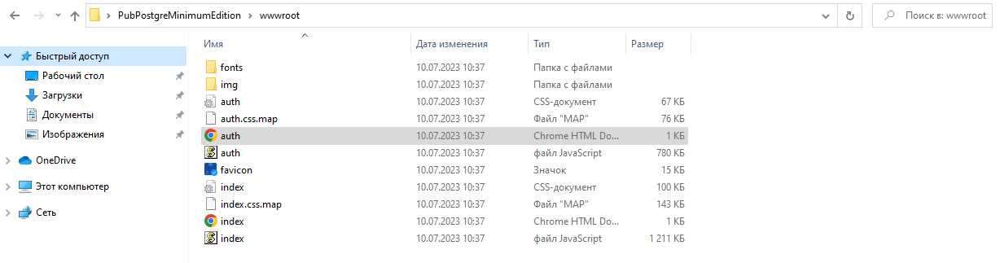 PubPostgreMinimumEdition > wwwroot
Поиск в: wwwroot
Имя Дата изменения Тип Размер
Быстрый доступ
Рабочий стол
Загрузки
Документы
Изображения
OneDrive
Этот компьютер
Сеть
fonts 10.07.2023 10:37 Папка с файлами
img 10.07.2023 10:37 Папка с файлами
auth 10.07.2023 10:37 CSS-документ 67 КБ
auth.css.map 10.07.2023 10:37 Файл "MAP" 76 КБ
auth 10.07.2023 10:37 Chrome HTML Do... 1 КБ
auth 10.07.2023 10:37 файл JavaScript 780 КБ
favicon 10.07.2023 10:37 Значок 15 КБ
index 10.07.2023 10:37 CSS-документ 100 КБ
index.css.map 10.07.2023 10:37 Файл "MAP" 143 КБ
index 10.07.2023 10:37 Chrome HTML Do... 1 КБ
index 10.07.2023 10:37 файл JavaScript 1 211 КБ